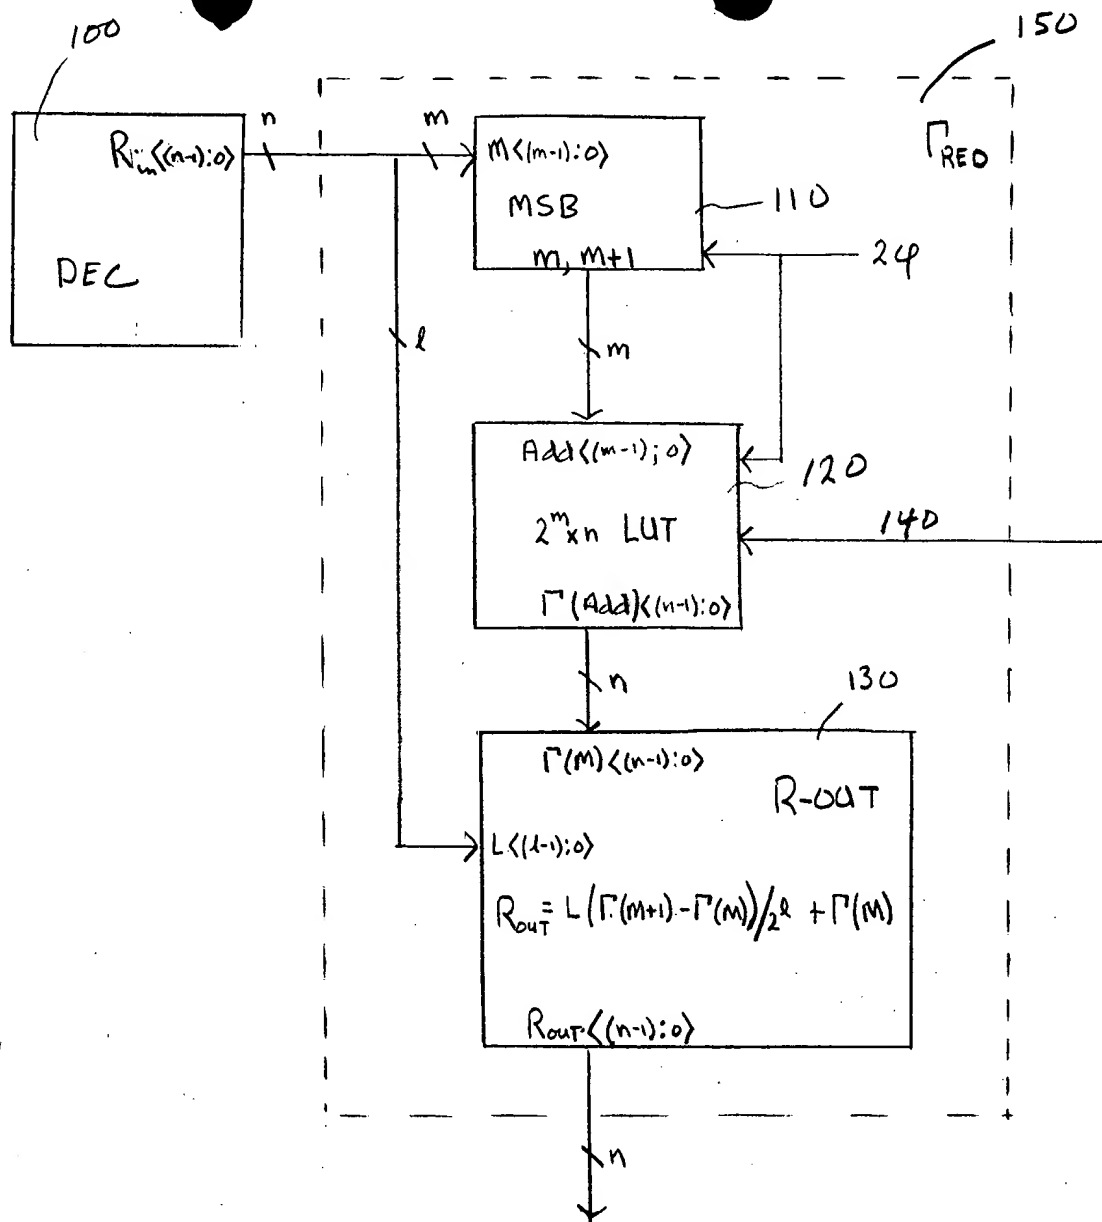 100
150
n
m
R_in<(n-1):0>
DEC
m<(m-1):0>
MSB
m, m+1
110
Γ_RED
2φ
l
m
Add<(m-1);0>
2^m x n LUT
Γ(Add)<(n-1):0>
120
140
n
130
Γ(M)<(n-1):0>
R-OUT
L<(l-1):0>
R_OUT = L(Γ(M+1)-Γ(M))/2^l + Γ(M)
R_OUT<(n-1):0>
n